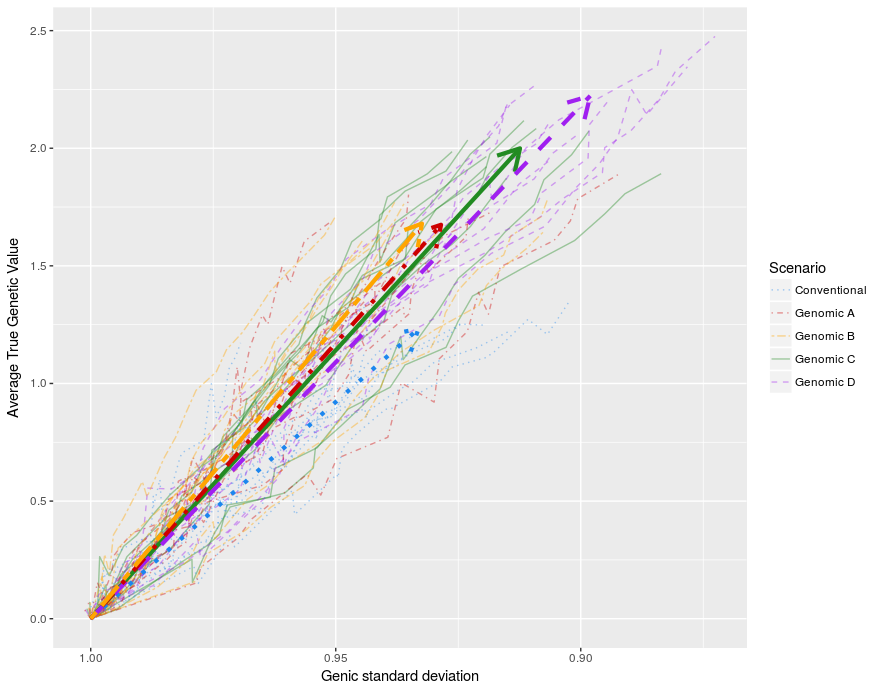 2.5
2.0
1.5
1.0
0.5
0.0
1.00
0.95
0.90
Genic standard deviation
Average True Genetic Value
Scenario
Conventional
Genomic A
Genomic B
Genomic C
Genomic D